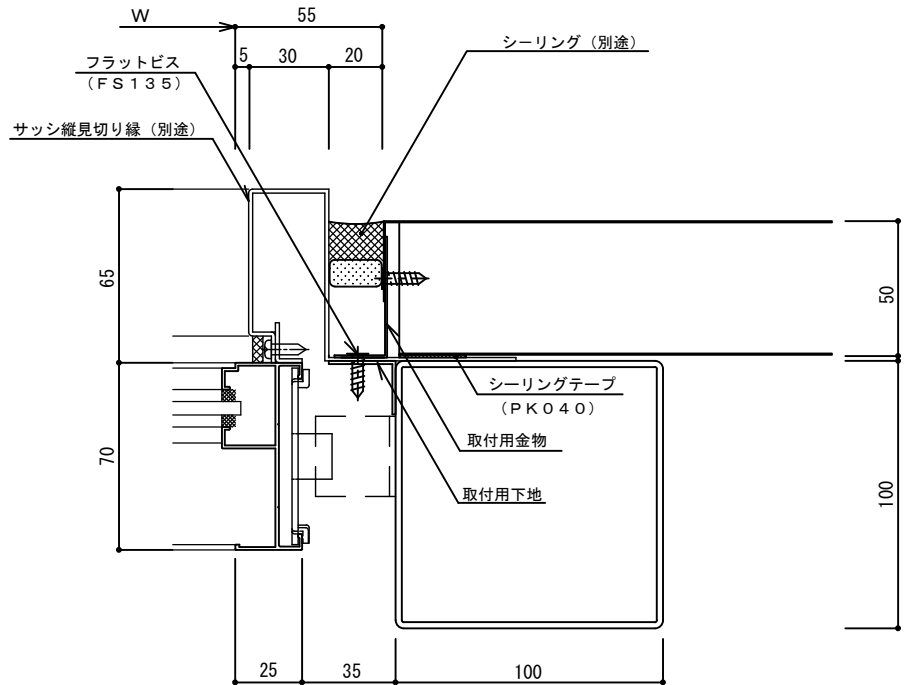 W
55
5
30
20
シーリング（別途）
フラットビス
（ＦＳ１３５）
サッシ縦見切り縁（別途）
65
50
シーリングテープ
（ＰＫ０４０）
取付用金物
取付用下地
70
100
25
35
100